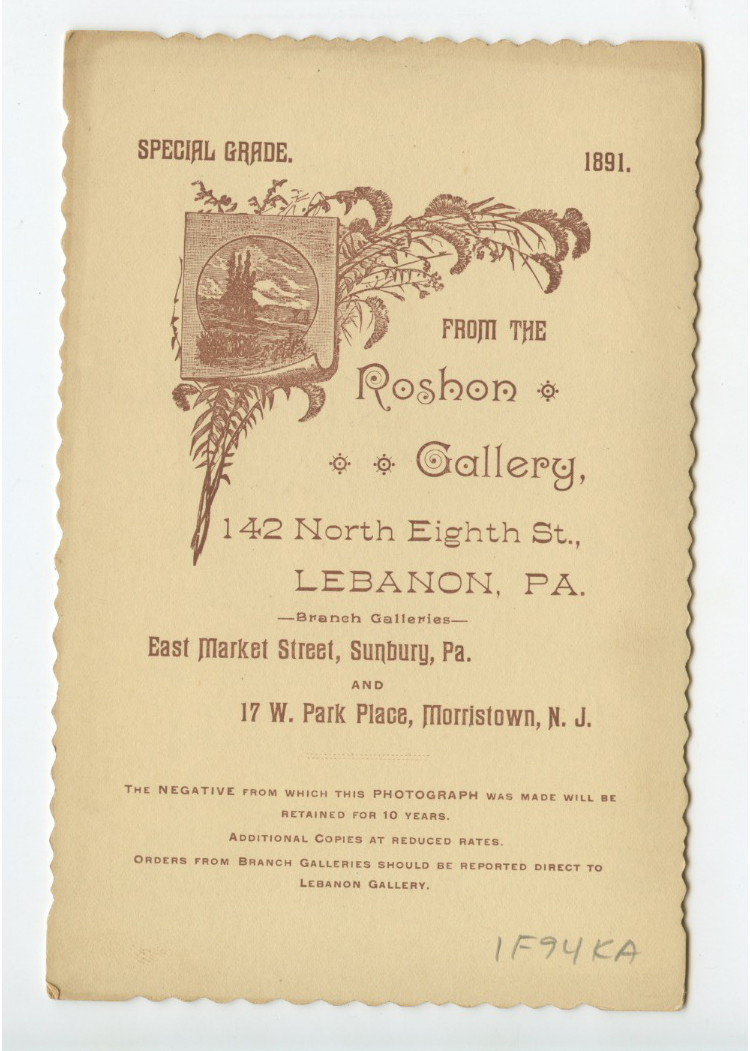 SPECIAL GRADE. 1891.
FROM THE
Roshon
Gallery,
142 North Eighth St.,
LEBANON, PA.
—Branch Galleries—
East Market Street, Sunbury, Pa.
AND
17 W. Park Place, Morristown, N. J.
THE NEGATIVE FROM WHICH THIS PHOTOGRAPH WAS MADE WILL BE
RETAINED FOR 10 YEARS.
ADDITIONAL COPIES AT REDUCED RATES.
ORDERS FROM BRANCH GALLERIES SHOULD BE REPORTED DIRECT TO
LEBANON GALLERY.
1F94KA